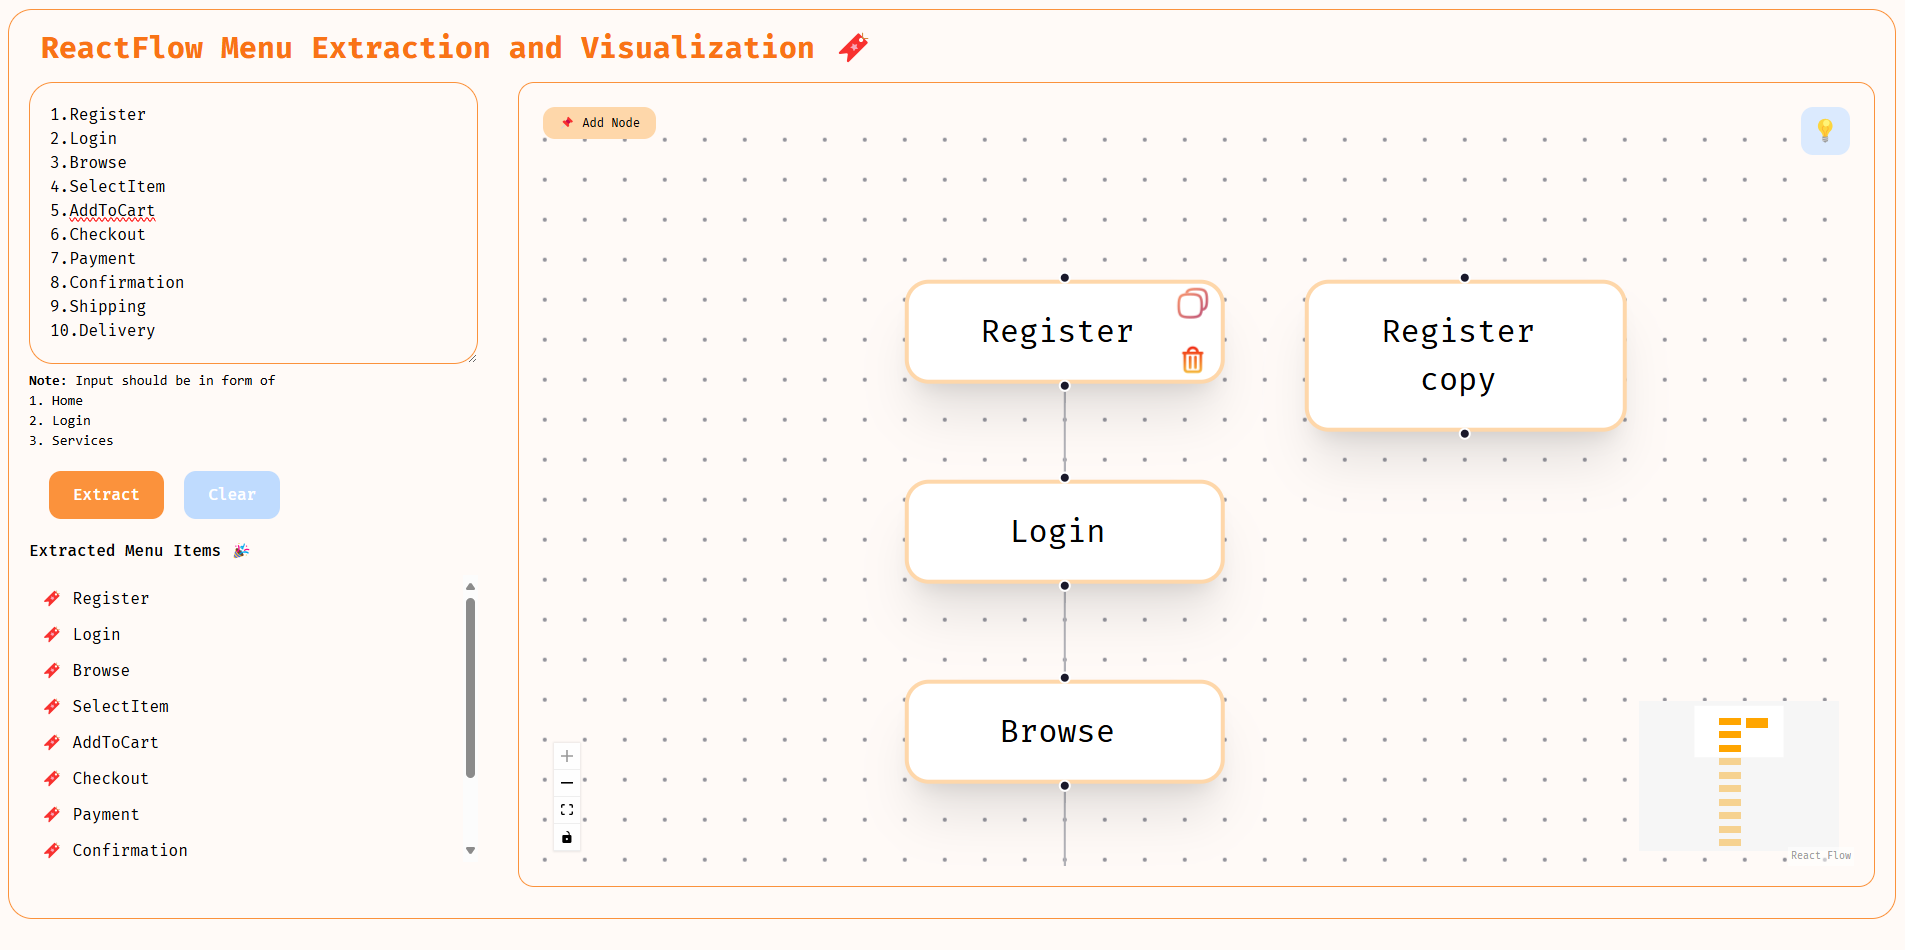 ReactFlow Menu Extraction and Visualization
1.Register
2.Login
3.Browse
4.SelectItem
5.AddToCart
6.Checkout
7.Payment
8.Confirmation
9.Shipping
10.Delivery
Note: Input should be in form of
1. Home
2. Login
3. Services
Extract
Clear
Extracted Menu Items
Register
Login
Browse
SelectItem
AddToCart
Checkout
Payment
Confirmation
Add Node
Register
Register
copy
Login
Browse
React Flow